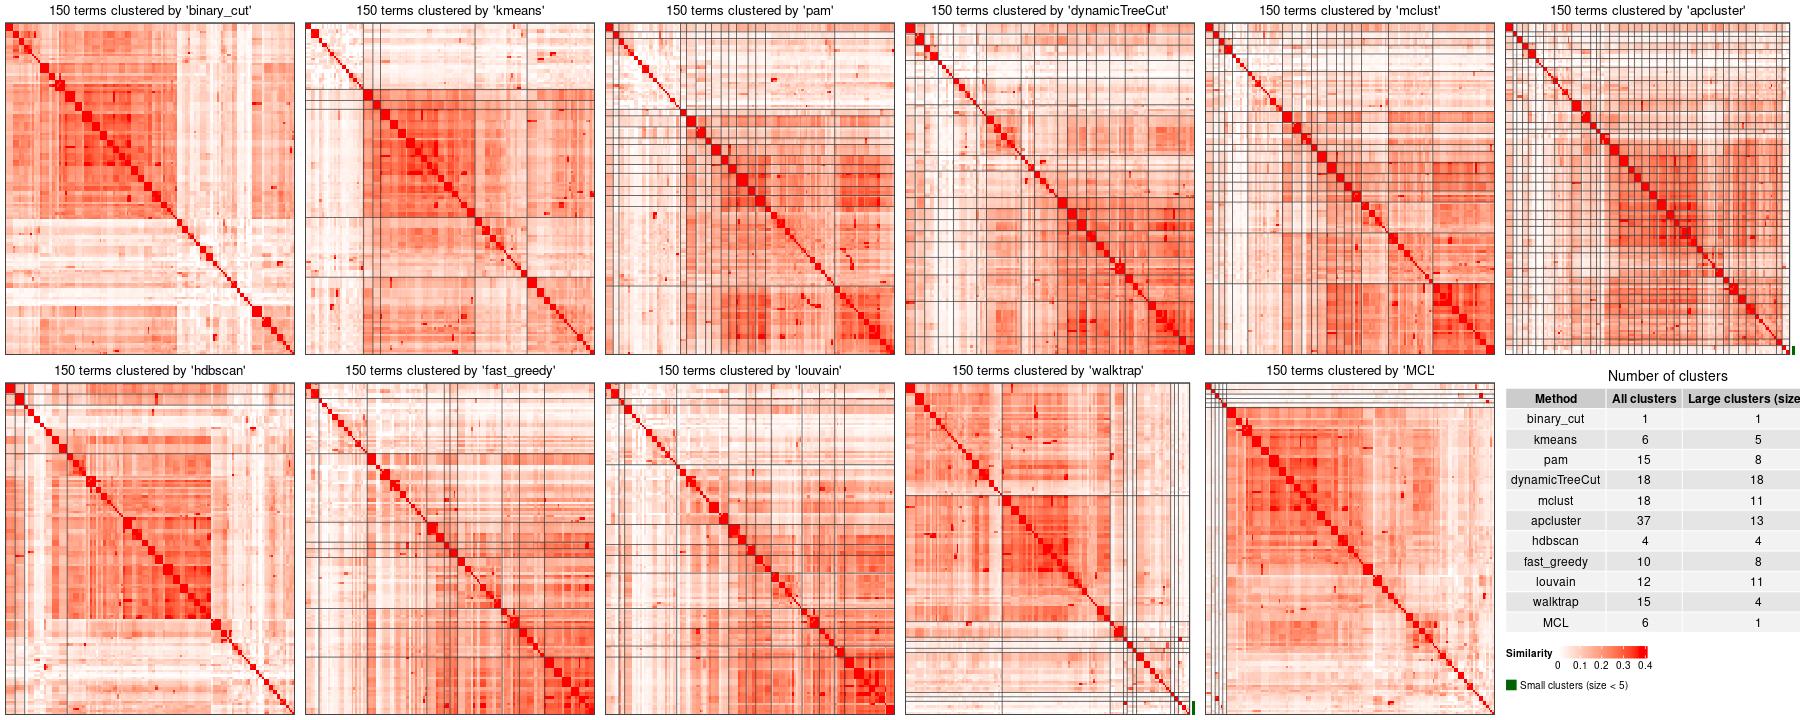 150 terms clustered by 'binary_cut'
150 terms clustered by 'kmeans'
150 terms clustered by 'pam'
150 terms clustered by 'dynamicTreeCut'
150 terms clustered by 'mclust'
150 terms clustered by 'apcluster'
150 terms clustered by 'hdbscan'
150 terms clustered by 'fast_greedy'
150 terms clustered by 'louvain'
150 terms clustered by 'walktrap'
150 terms clustered by 'MCL'
Number of clusters
Method All clusters Large clusters (size
binary_cut 1 1
kmeans 6 5
pam 15 8
dynamicTreeCut 18 18
mclust 18 11
apcluster 37 13
hdbscan 4 4
fast_greedy 10 8
louvain 12 11
walktrap 15 4
MCL 6 1
Similarity
0 0.1 0.2 0.3 0.4
Small clusters (size < 5)